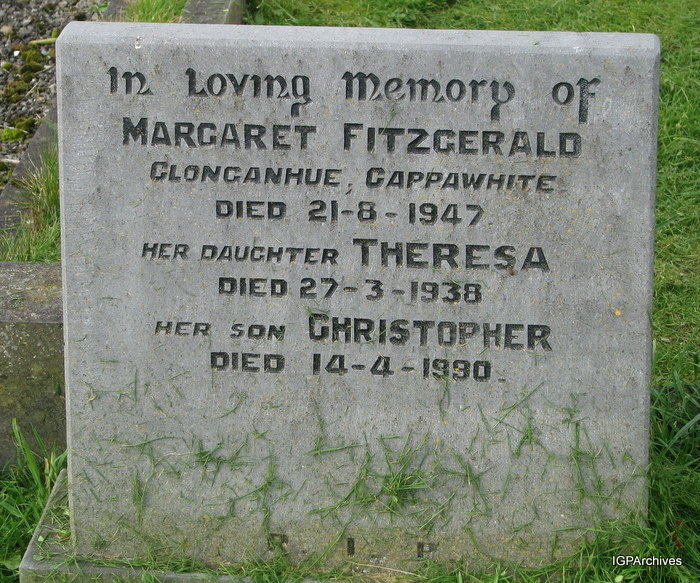 In Loving Memory of
MARGARET FITZGERALD
CLONGANHUE, CAPPAWHITE
DIED 21-8-1947
HER DAUGHTER THERESA
DIED 27-3-1938
HER SON CHRISTOPHER
DIED 14-4-1990.
R. I. P.
IGPArchives